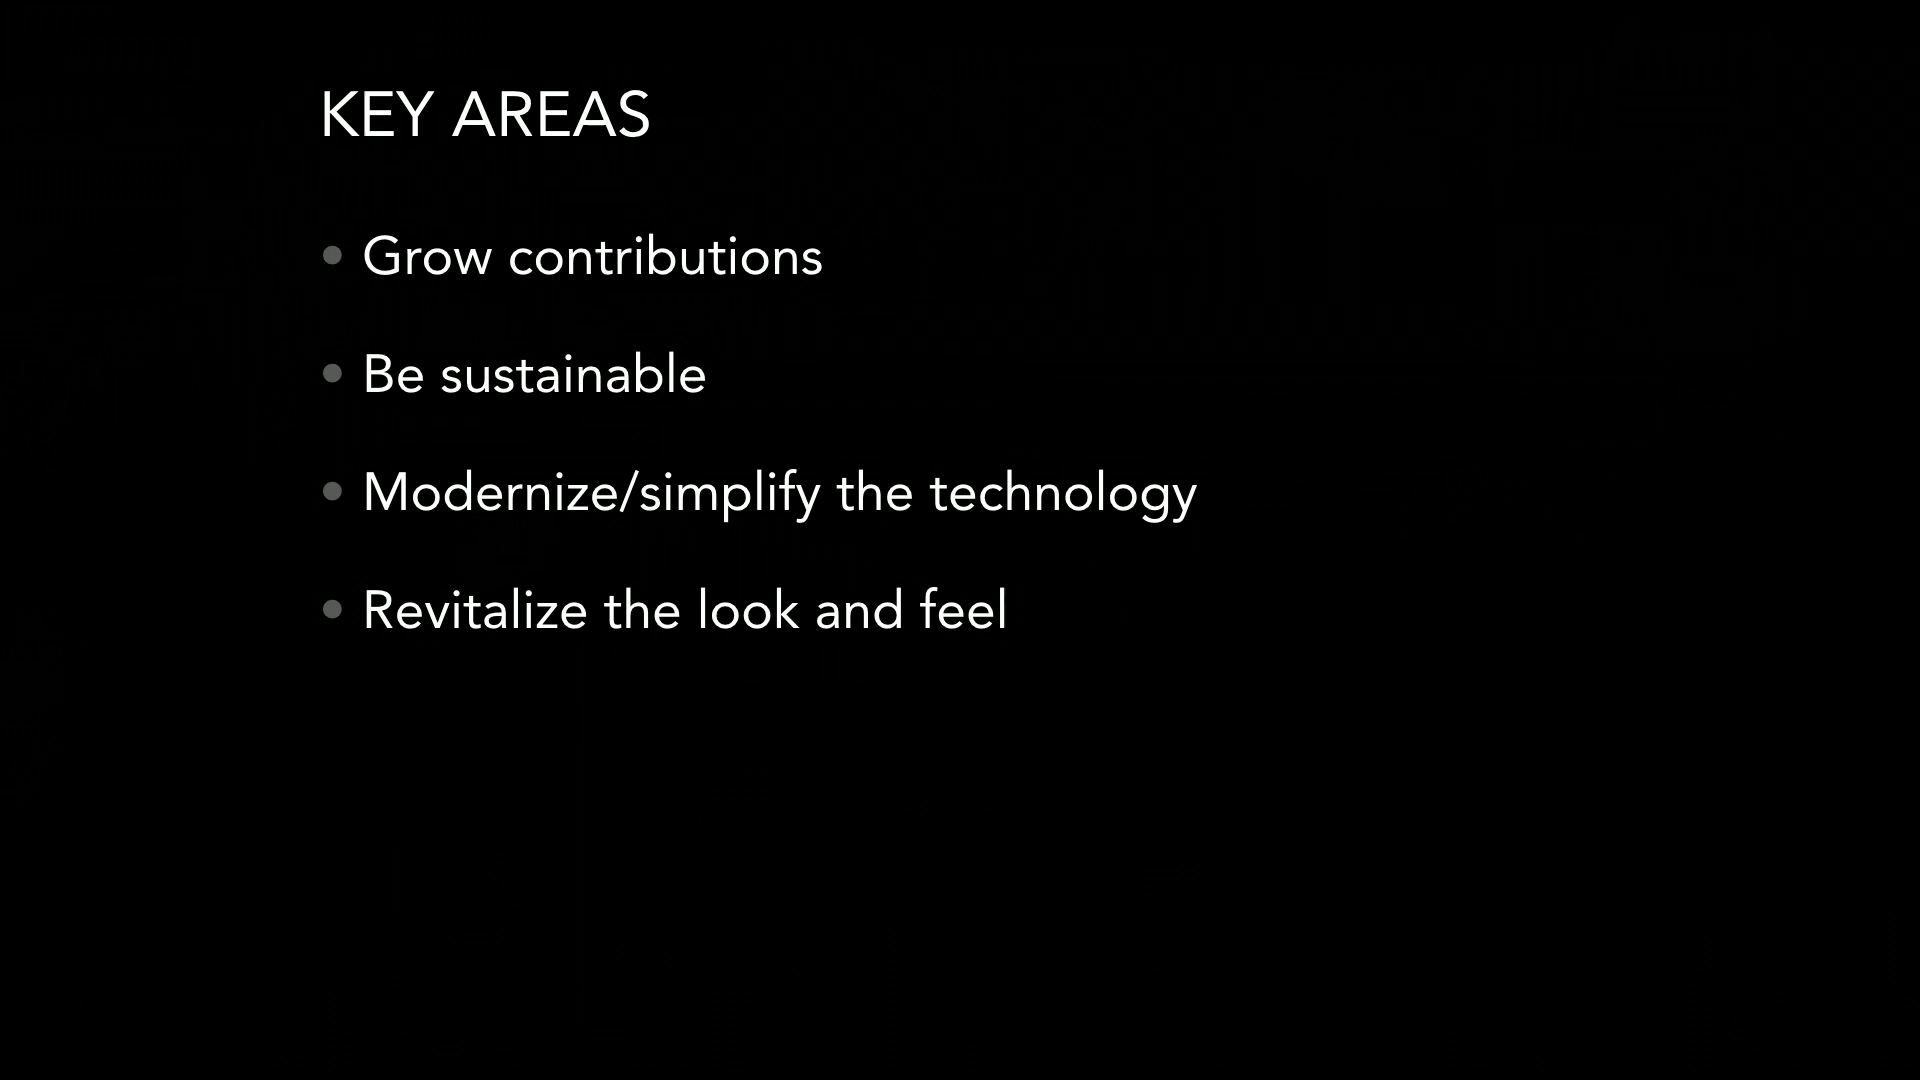 KEY AREAS
• Grow contributions
• Be sustainable
• Modernize/simplify the technology
• Revitalize the look and feel